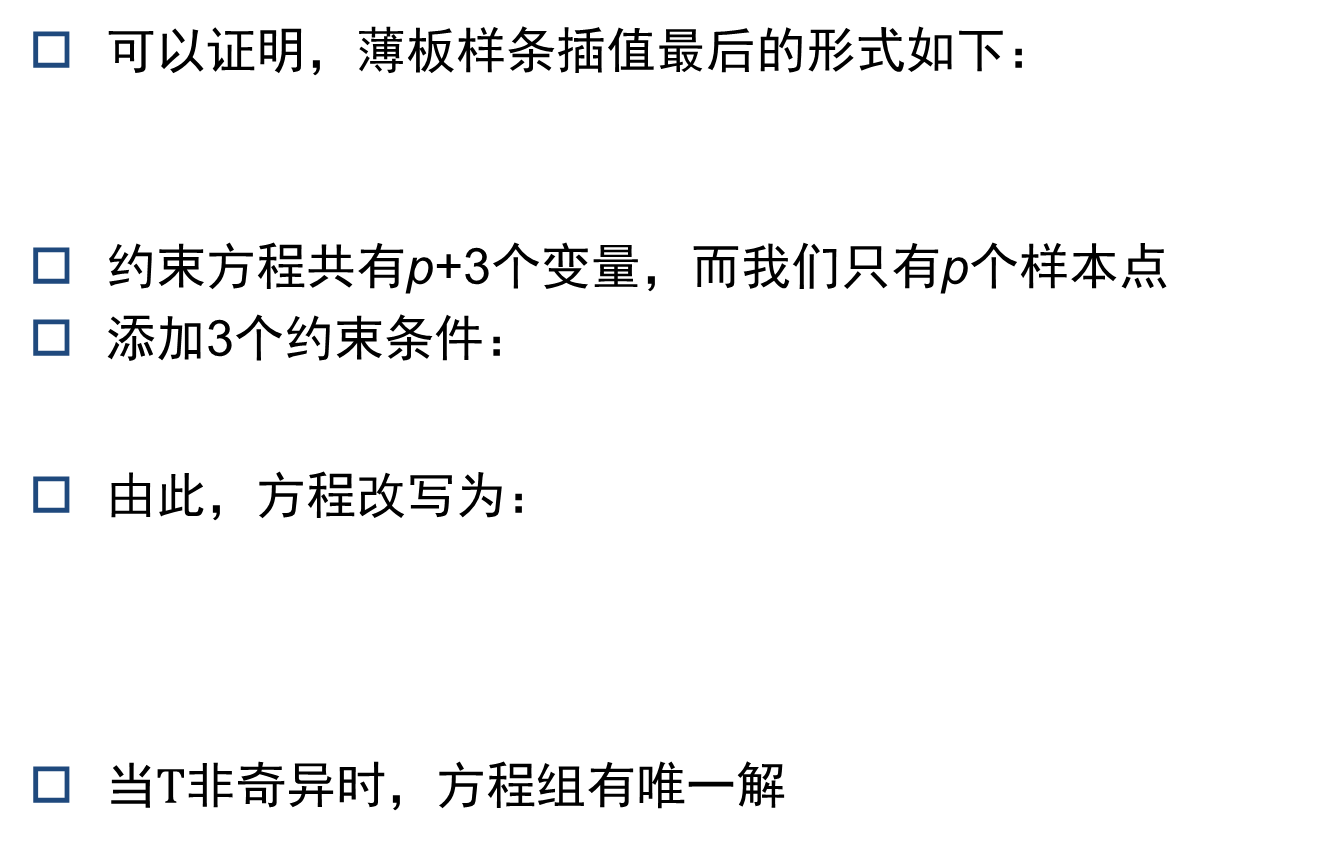 可以证明，薄板样条插值最后的形式如下：
约束方程共有p+3个变量，而我们只有p个样本点
添加3个约束条件：
由此，方程改写为：
当T非奇异时，方程组有唯一解